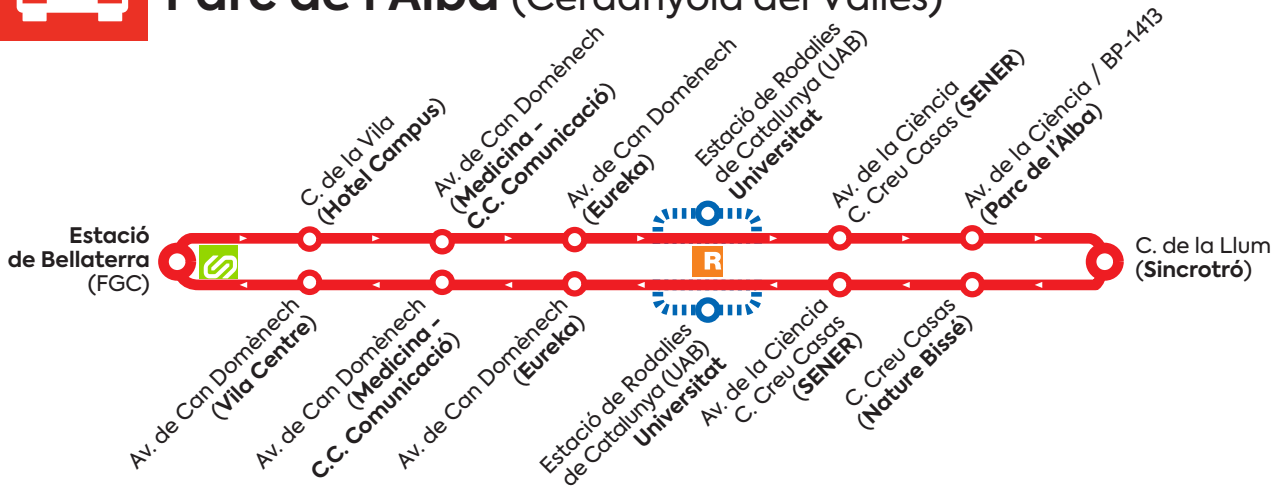 Parc de l'Alba (Cerdanyola del Vallès)
C. de la Vila
(Hotel Campus)
Av. de Can Domènech
(Medicina -
C.C. Comunicació)
Av. de Can Domènech
(Eureka)
Estació de Rodalies
de Catalunya (UAB)
Universitat
Av. de la Ciència
C. Creu Casas (SENER)
Av. de la Ciència / BP-1413
(Parc de l'Alba)
Estació
de Bellaterra
(FGC)
R
C. de la Llum
(Sincrotró)
Av. de Can Domènech
(Vila Centre)
Av. de Can Domènech
(Medicina -
C.C. Comunicació)
Av. de Can Domènech
(Eureka)
Estació de Rodalies
de Catalunya (UAB)
Universitat
Av. de la Ciència
C. Creu Casas
(SENER)
C. Creu Casas
(Nature Bissé)